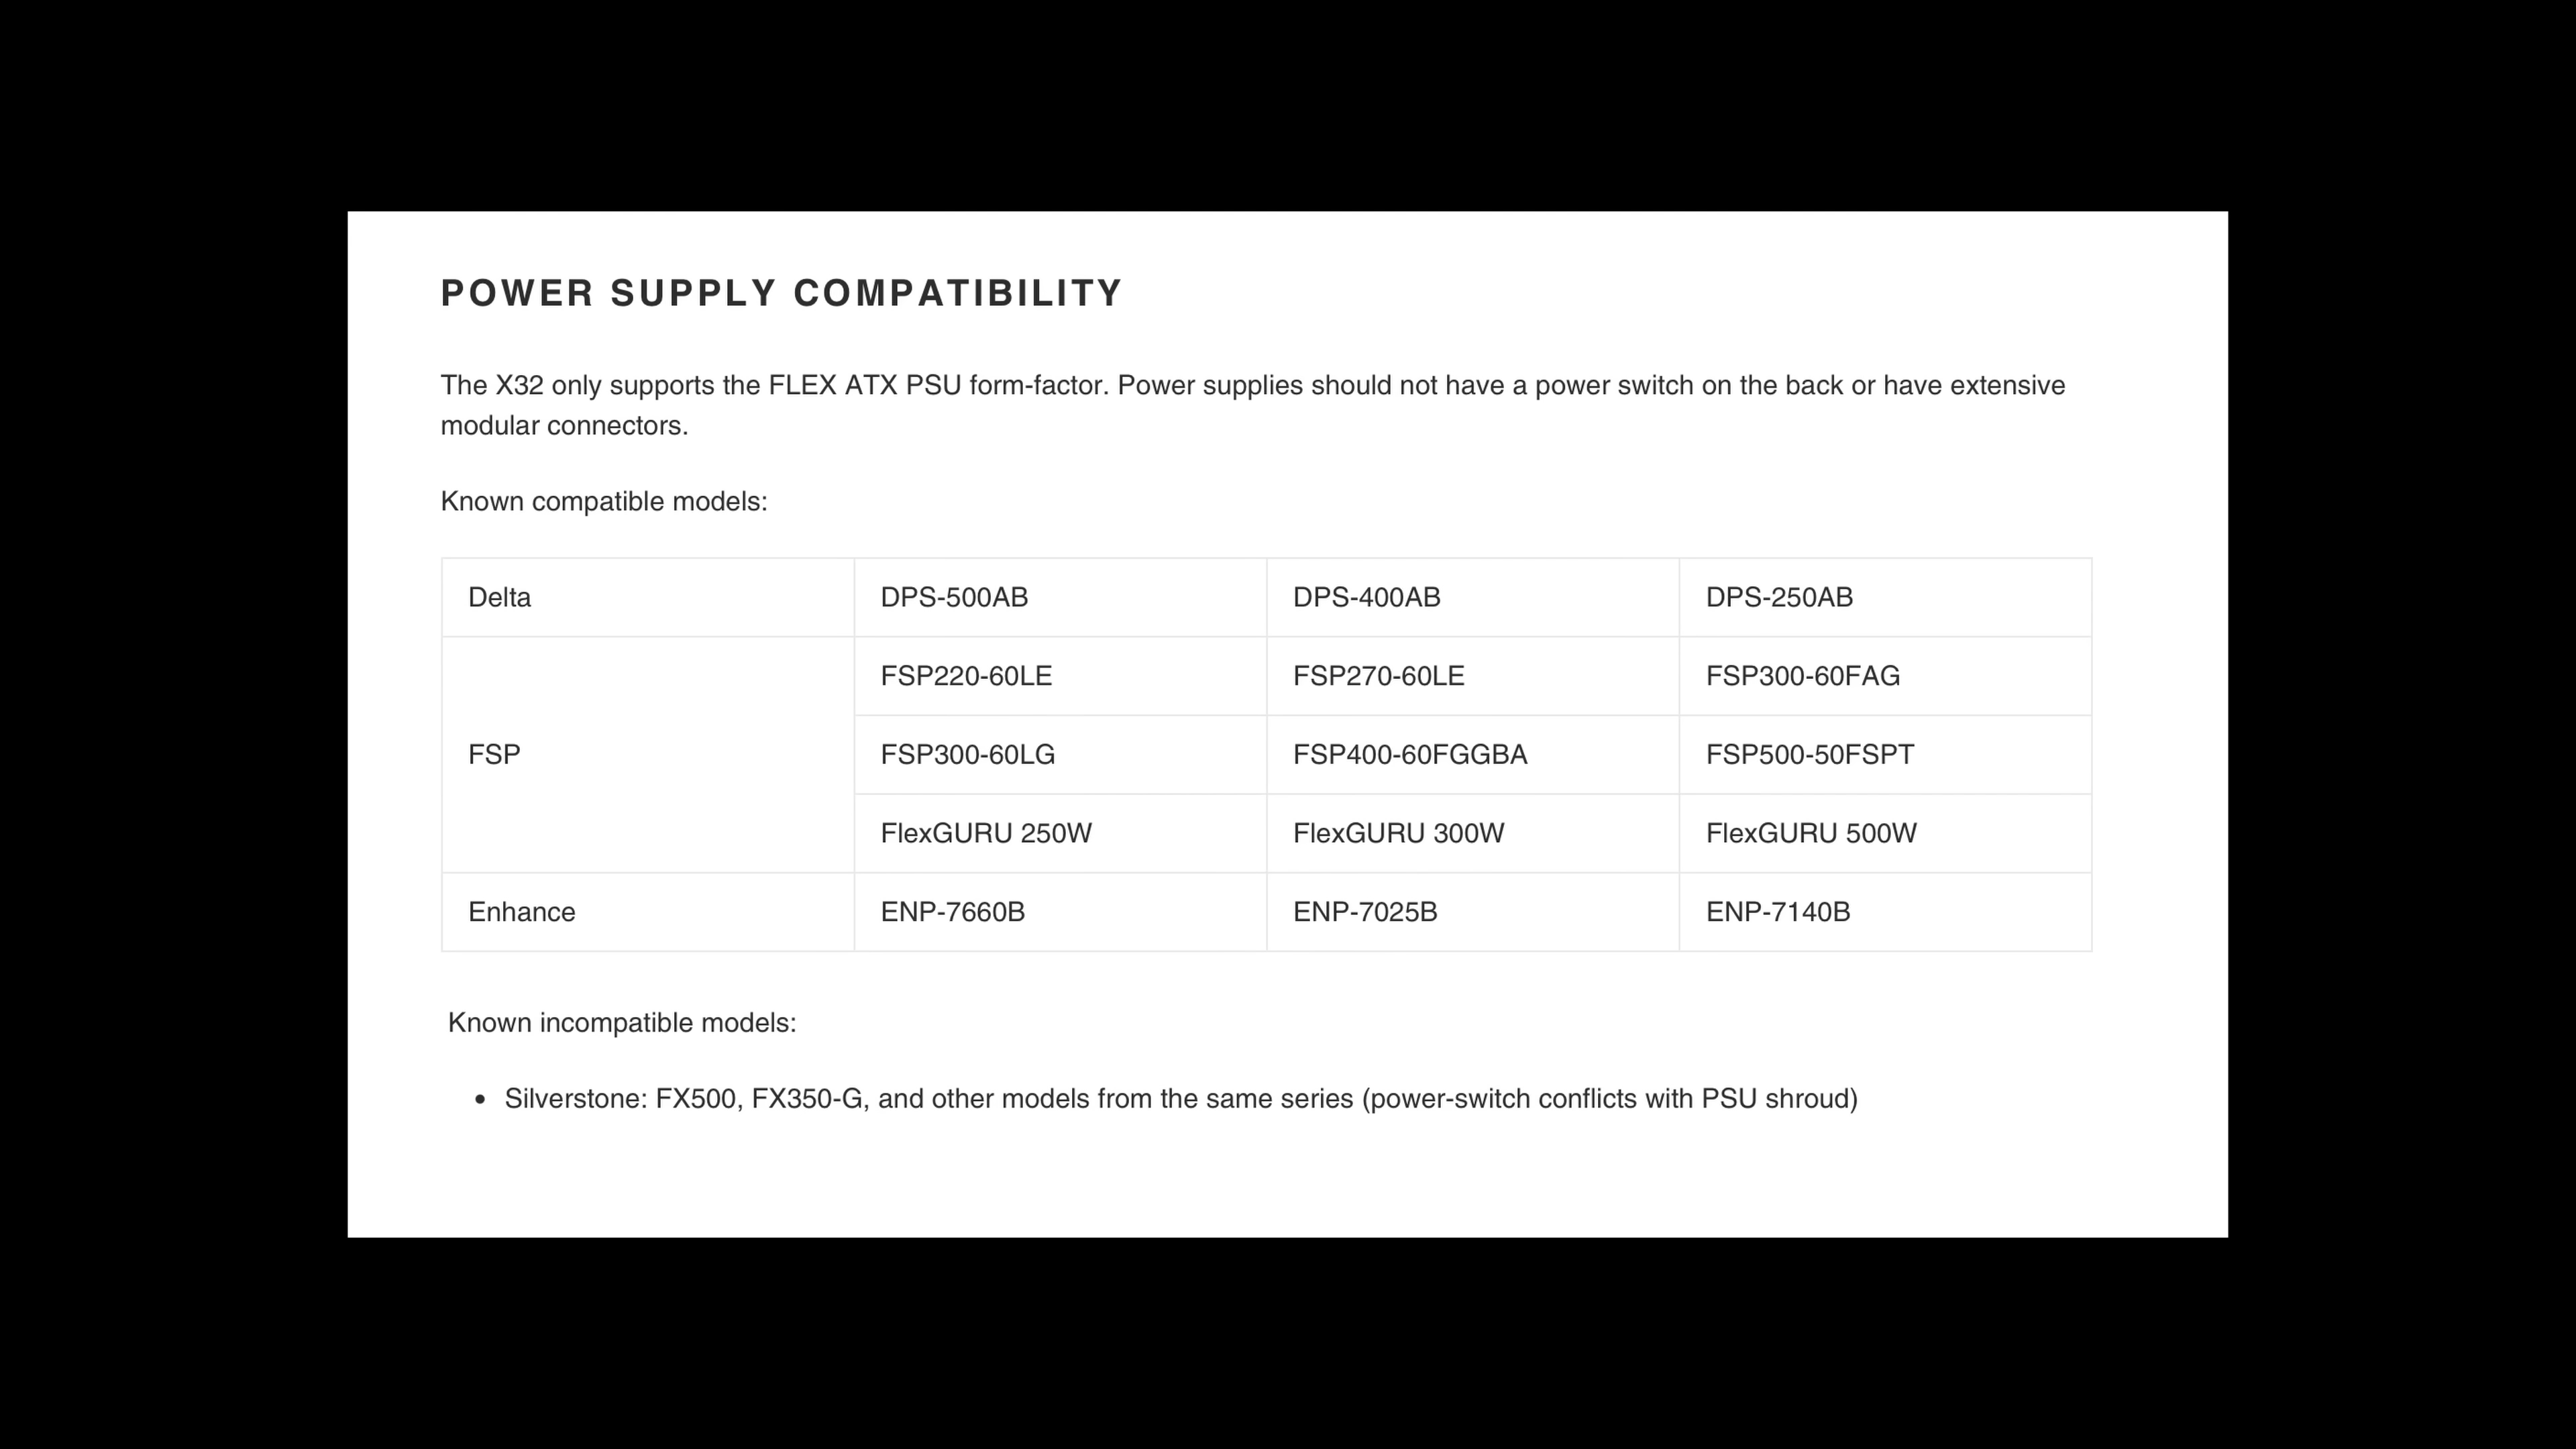 POWER SUPPLY COMPATIBILITY
The X32 only supports the FLEX ATX PSU form-factor. Power supplies should not have a power switch on the back or have extensive
modular connectors.
Known compatible models:
Delta DPS-500AB DPS-400AB DPS-250AB
FSP220-60LE FSP270-60LE FSP300-60FAG
FSP FSP300-60LG FSP400-60FGGBA FSP500-50FSPT
FlexGURU 250W FlexGURU 300W FlexGURU 500W
Enhance ENP-7660B ENP-7025B ENP-7140B
Known incompatible models:
• Silverstone: FX500, FX350-G, and other models from the same series (power-switch conflicts with PSU shroud)